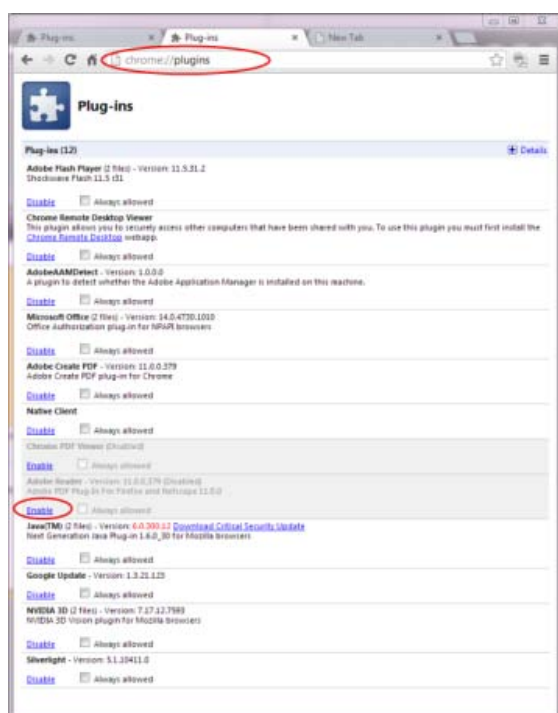 Plug-ins
Plug-ins
New Tab
chrome://plugins
Plug-ins
Plug-ins (12)
Details
Adobe Flash Player (2 files) - Version: 11.5.31.2
Shockwave Flash 11.5 r31
Disable Always allowed
Chrome Remote Desktop Viewer
This plugin allows you to securely access other computers that have been shared with you. To use this plugin you must first install the
Chrome Remote Desktop webapp.
Disable Always allowed
AdobeAAMDetect - Version: 1.0.0.0
A plugin to detect whether the Adobe Application Manager is installed on this machine.
Disable Always allowed
Microsoft Office (2 files) - Version: 14.0.4730.1010
Office Authorization plug-in for NPAPI browsers
Disable Always allowed
Adobe Create PDF - Version: 11.0.0.379
Adobe Create PDF plug-in for Chrome
Disable Always allowed
Native Client
Disable Always allowed
Chrome PDF Viewer (Disabled)
Enable Always allowed
Adobe Reader - Version: 11.0.0.379 (Disabled)
Adobe PDF Plug-In For Firefox and Netscape 11.0.0
Enable Always allowed
Java(TM) (2 files) - Version: 6.0.300.12 Download Critical Security Update
Next Generation Java Plug-in 1.6.0_30 for Mozilla browsers
Disable Always allowed
Google Update - Version: 1.3.21.123
Disable Always allowed
NVIDIA 3D (2 files) - Version: 7.17.12.7593
NVIDIA 3D Vision plugin for Mozilla browsers
Disable Always allowed
Silverlight - Version: 5.1.10411.0
Disable Always allowed